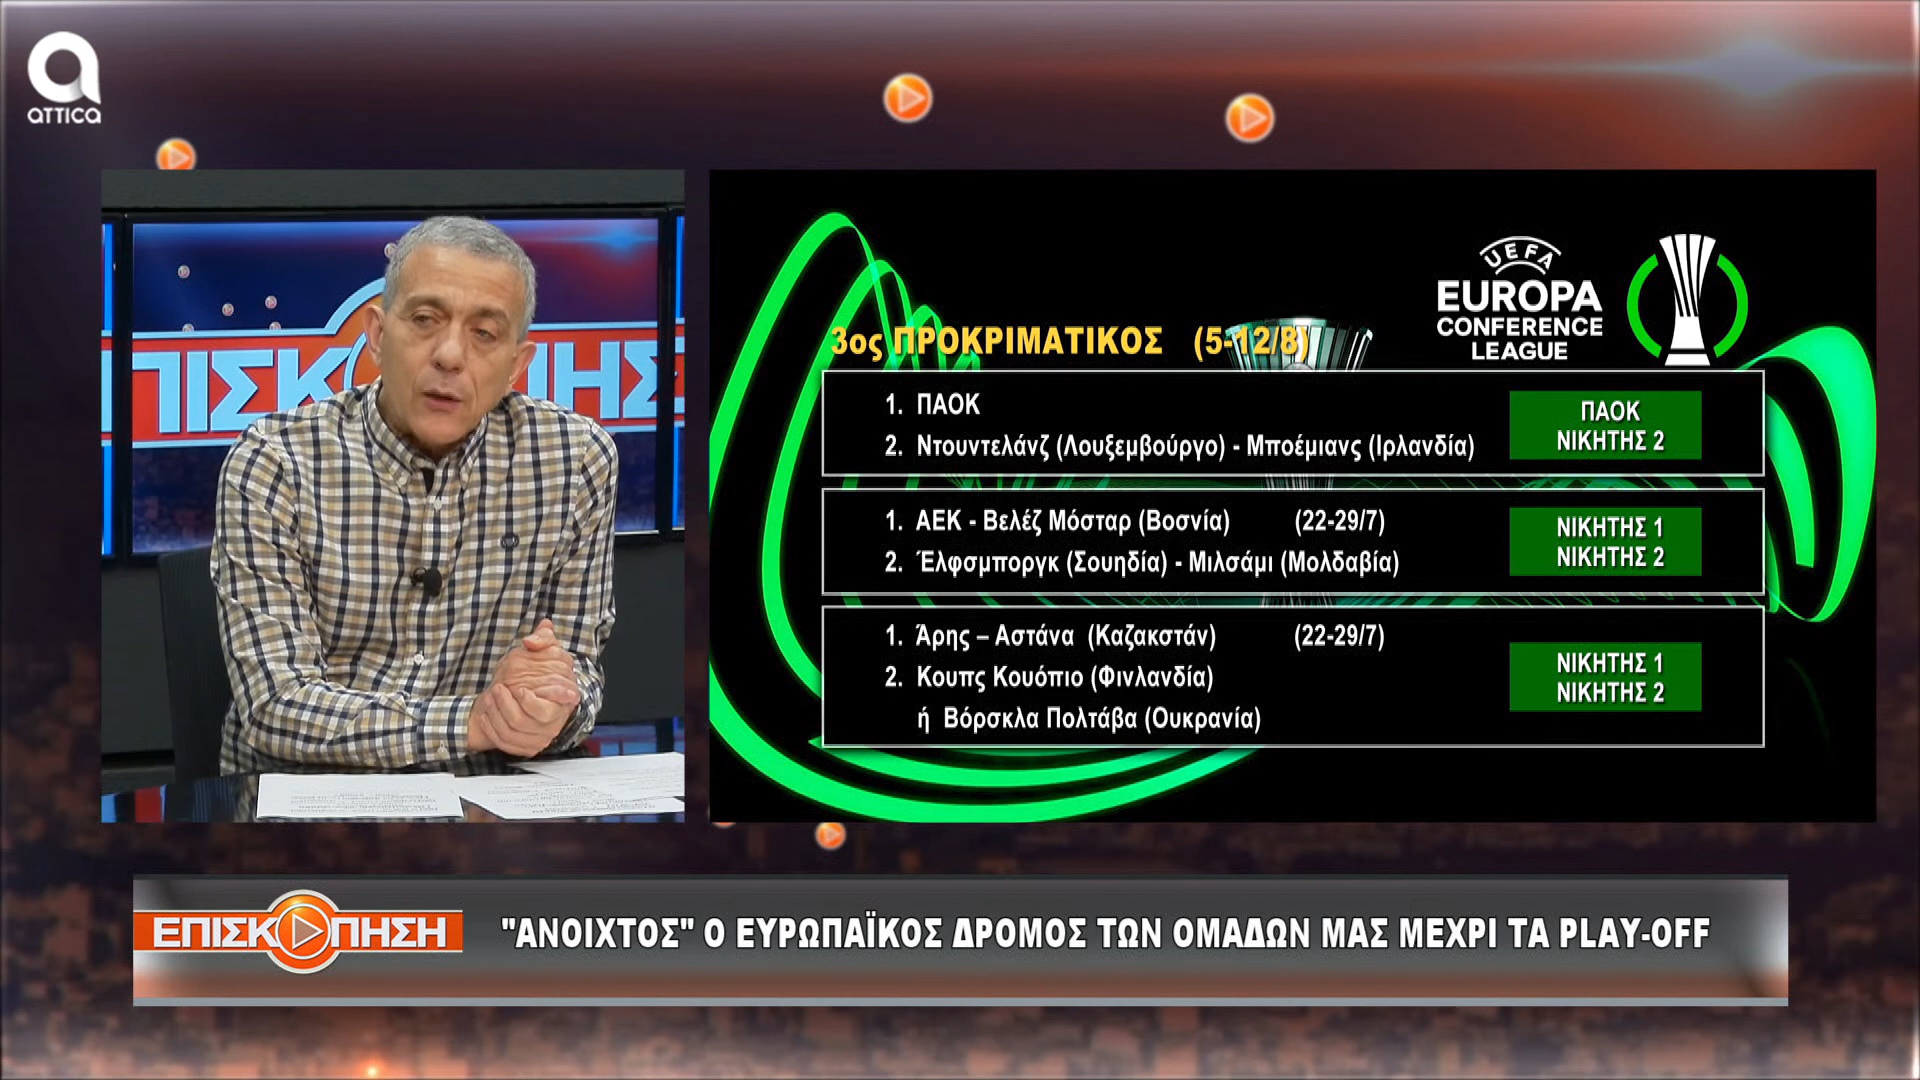 attica
ΠΙΣΚ ΠΗΣ
UEFA
EUROPA
CONFERENCE
LEAGUE
3ος ΠΡΟΚΡΙΜΑΤΙΚΟΣ (5-12/8)
1. ΠΑΟΚ
2. Ντουντελάνζ (Λουξεμβούργο) - Μποέμιανς (Ιρλανδία)
ΠΑΟΚ
ΝΙΚΗΤΗΣ 2
1. ΑΕΚ - Βελέζ Μόσταρ (Βοσνία) (22-29/7)
2. Έλφσμποργκ (Σουηδία) - Μιλσάμι (Μολδαβία)
ΝΙΚΗΤΗΣ 1
ΝΙΚΗΤΗΣ 2
1. Άρης – Αστάνα (Καζακστάν) (22-29/7)
2. Κουπς Κουόπιο (Φινλανδία)
ή Βόρσκλα Πολτάβα (Ουκρανία)
ΝΙΚΗΤΗΣ 1
ΝΙΚΗΤΗΣ 2
ΕΠΙΣΚΟΠΗΣΗ
"ΑΝΟΙΧΤΟΣ" Ο ΕΥΡΩΠΑΪΚΟΣ ΔΡΟΜΟΣ ΤΩΝ ΟΜΑΔΩΝ ΜΑΣ ΜΕΧΡΙ ΤΑ PLAY-OFF